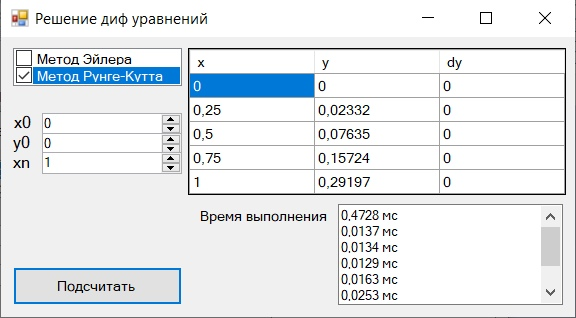 Решение диф уравнений
Метод Эйлера
Метод Рунге-Кутта
x0 0
y0 0
xn 1
x y dy
0 0 0
0,25 0,02332 0
0,5 0,07635 0
0,75 0,15724 0
1 0,29197 0
Время выполнения
0,4728 мс
0,0137 мс
0,0134 мс
0,0129 мс
0,0163 мс
0,0253 мс
Подсчитать